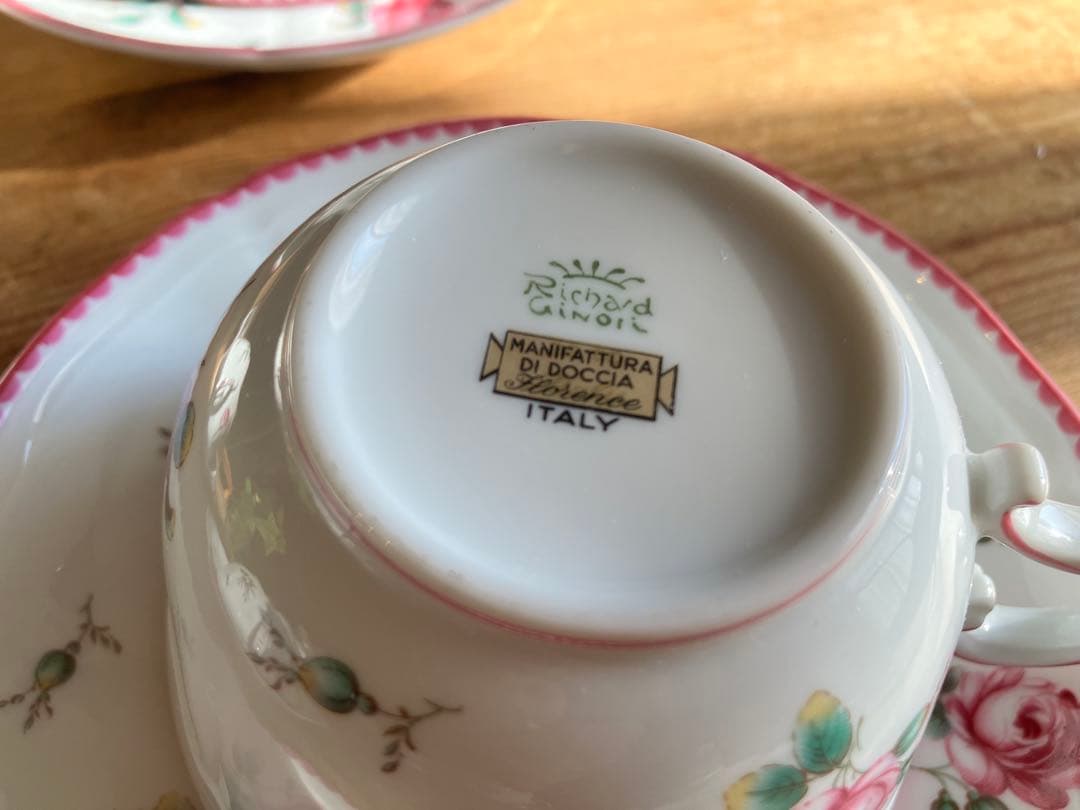 Richard
GINORI
MANIFATTURA
DI DOCCIA
Florence
ITALY